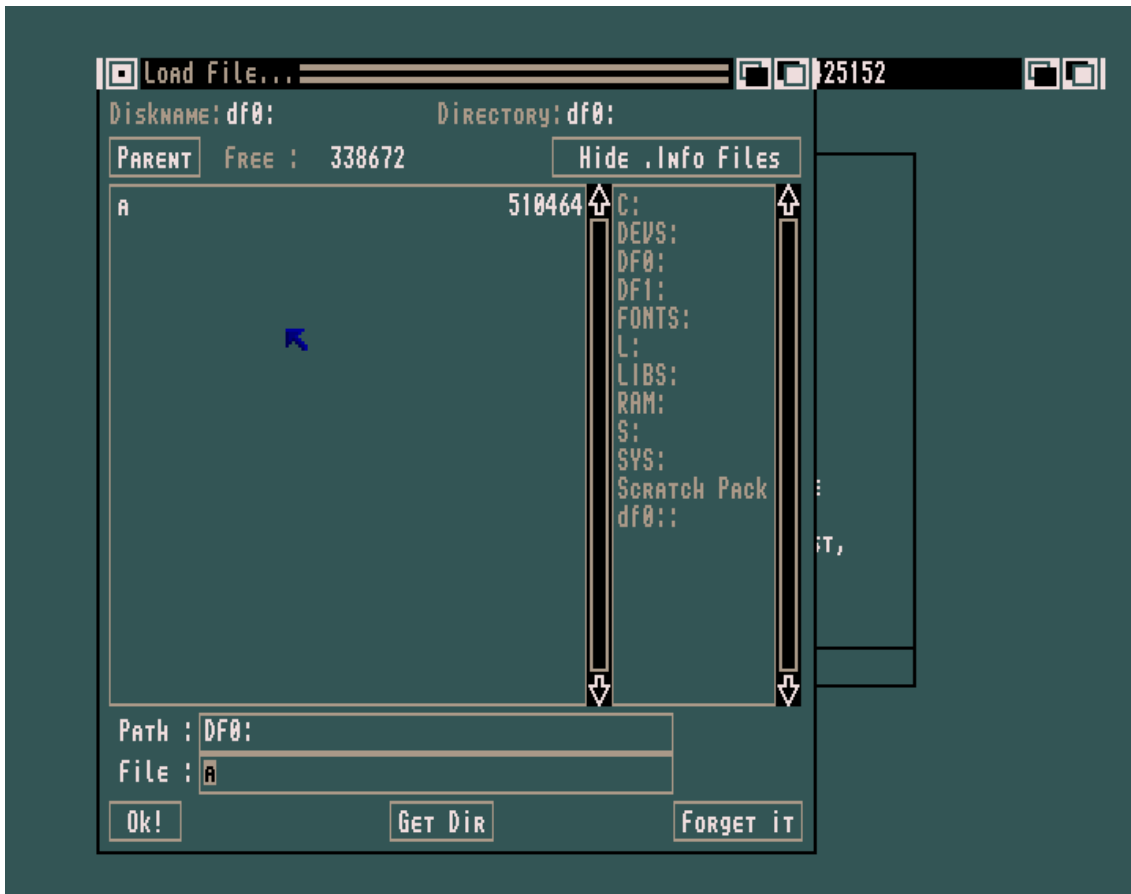 Load File...
25152
Diskname: df0: Directory: df0:
Parent Free : 338672 Hide .Info Files
A 510464
C:
DEVS:
DF0:
DF1:
FONTS:
L:
LIBS:
RAM:
S:
SYS:
Scratch Pack
df0::
ST,
Path : DF0:
File : A
Ok! Get Dir Forget it